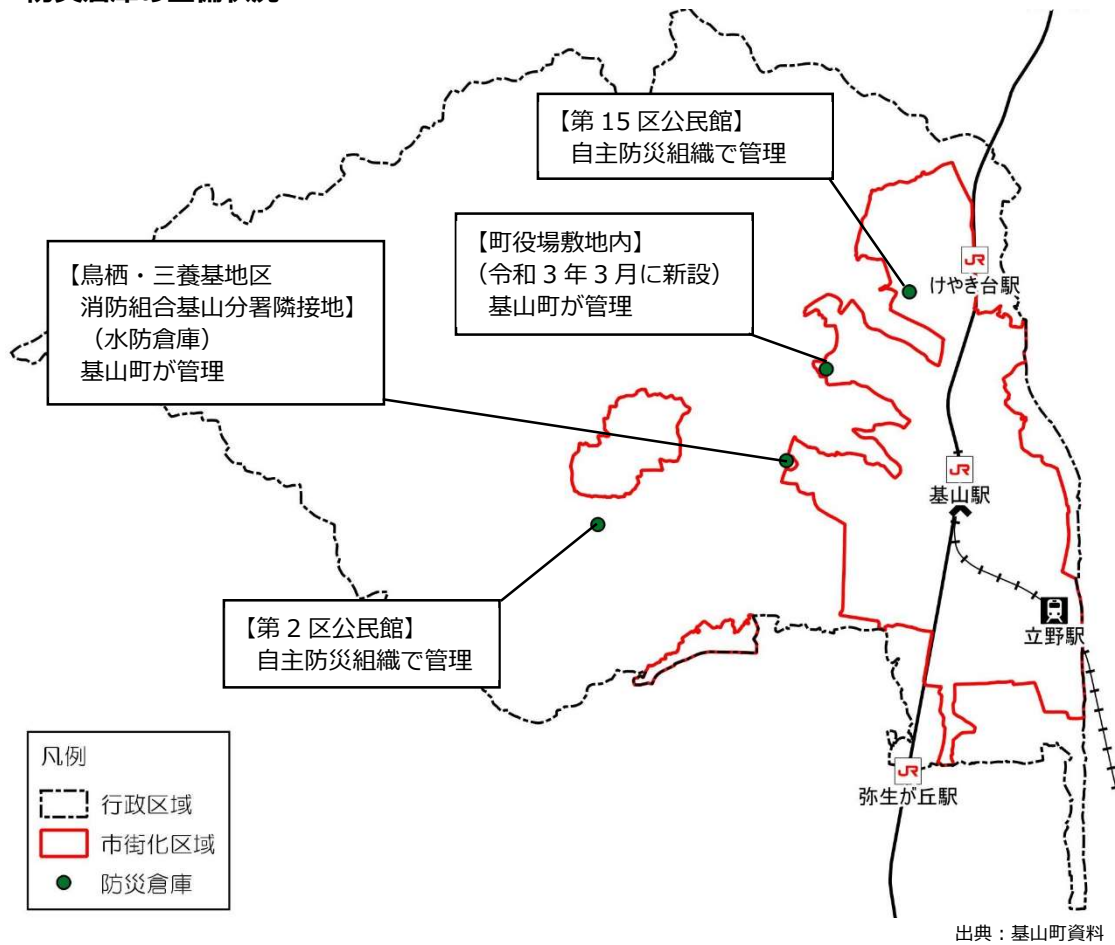 【第 15 区公民館】
自主防災組織で管理
【町役場敷地内】
（令和 3 年 3 月に新設）
基山町が管理
【鳥栖・三養基地区
消防組合基山分署隣接地】
（水防倉庫）
基山町が管理
JR
けやき台駅
JR
基山駅
立野駅
【第 2 区公民館】
自主防災組織で管理
JR
弥生が丘駅
凡例
行政区域
市街化区域
防災倉庫
出典：基山町資料